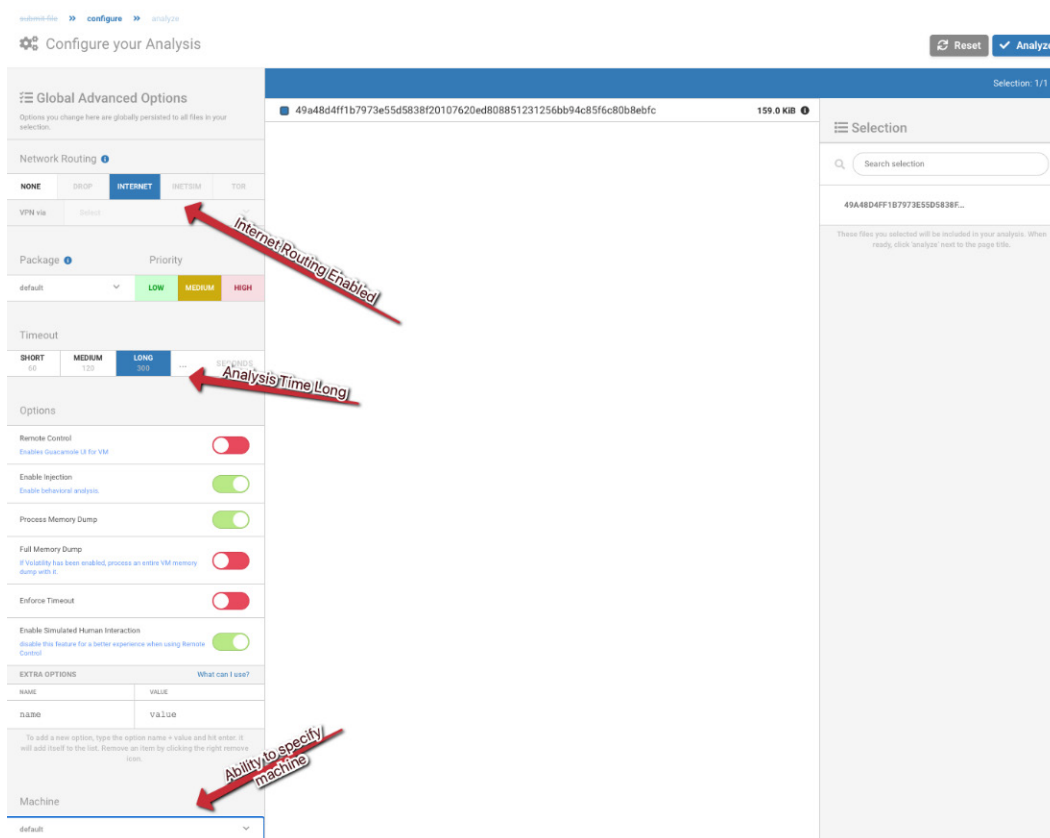 submit file » configure » analyze
Configure your Analysis
Reset
Analyze
Global Advanced Options
Options you change here are globally persisted to all files in your
selection.
Network Routing
NONE DROP INTERNET INETSIM TOR
VPN via Select
Package Priority
default LOW MEDIUM HIGH
Timeout
SHORT MEDIUM LONG
60 120 300 ... SECONDS
Options
Remote Control
Enables Guacamole UI for VM
Enable Injection
Enable behavioral analysis.
Process Memory Dump
Full Memory Dump
If Volatility has been enabled, process an entire VM memory
dump with it.
Enforce Timeout
Enable Simulated Human Interaction
disable this feature for a better experience when using Remote
Control
EXTRA OPTIONS What can I use?
NAME VALUE
name value
To add a new option, type the option name + value and hit enter. it
will add itself to the list. Remove an item by clicking the right remove
icon.
Machine
default
Internet Routing Enabled
Analysis Time Long
Ability to specify
machine
Selection: 1/1
49a48d4ff1b7973e55d5838f20107620ed808851231256bb94c85f6c80b8ebfc 159.0 KiB
Selection
Search selection
49A48D4FF1B7973E55D5838F...
These files you selected will be included in your analysis. When
ready, click 'analyze' next to the page title.